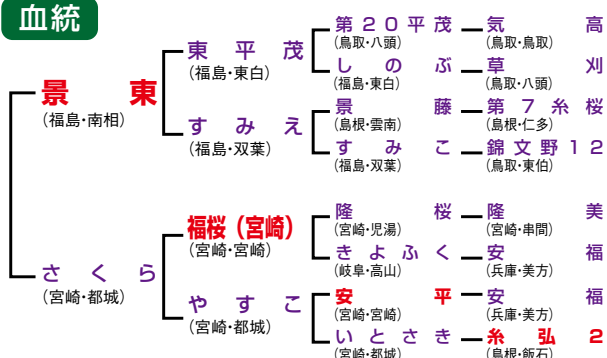 血統
景東
(福島・南相)
さくら
(宮崎・都城)
東平茂
(福島・東白)
すみえ
(福島・双葉)
福桜(宮崎)
(宮崎・宮崎)
やすこ
(宮崎・都城)
第20平茂 気高
(鳥取・八頭) (鳥取・鳥取)
しのぶ 草刈
(福島・東白) (鳥取・八頭)
景藤 第7糸桜
(島根・雲南) (島根・仁多)
すみこ 錦文野12
(福島・双葉) (鳥取・東伯)
隆桜 隆美
(宮崎・児湯) (宮崎・串間)
きよふく 安福
(岐阜・高山) (兵庫・美方)
安平 安福
(宮崎・宮崎) (兵庫・美方)
いとさき 糸弘2
(宮崎・都城) (島根・飯石)